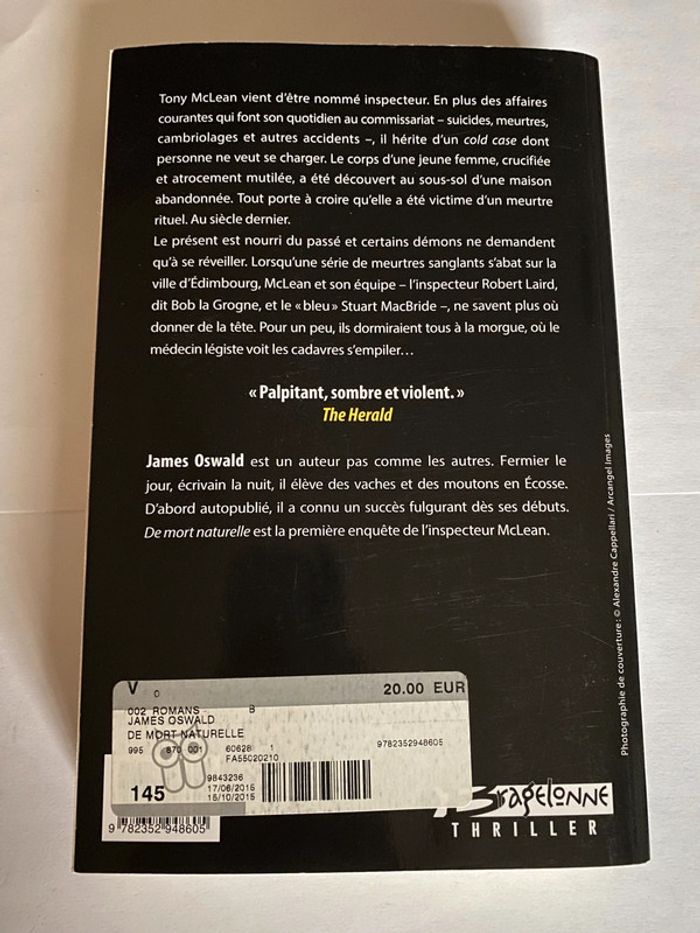 Tony McLean vient d'être nommé inspecteur. En plus des affaires
courantes qui font son quotidien au commissariat – suicides, meurtres,
cambriolages et autres accidents –, il hérite d'un cold case dont
personne ne veut se charger. Le corps d'une jeune femme, crucifiée
et atrocement mutilée, a été découvert au sous-sol d'une maison
abandonnée. Tout porte à croire qu'elle a été victime d'un meurtre
rituel. Au siècle dernier.
Le présent est nourri du passé et certains démons ne demandent
qu'à se réveiller. Lorsqu'une série de meurtres sanglants s'abat sur la
ville d'Édimbourg, McLean et son équipe – l'inspecteur Robert Laird,
dit Bob la Grogne, et le « bleu » Stuart MacBride –, ne savent plus où
donner de la tête. Pour un peu, ils dormiraient tous à la morgue, où le
médecin légiste voit les cadavres s'empiler…
« Palpitant, sombre et violent. »
The Herald
James Oswald est un auteur pas comme les autres. Fermier le
jour, écrivain la nuit, il élève des vaches et des moutons en Écosse.
D'abord autopublié, il a connu un succès fulgurant dès ses débuts.
De mort naturelle est la première enquête de l'inspecteur McLean.
Photographie de couverture : © Alexandre Cappellari / Arcangel Images
V 0 20.00 EUR
002 ROMANS B
JAMES OSWALD
DE MORT NATURELLE
995 870 001 60628 1 9782352948605
FA55020210
9843236
145 17/06/2015
15/10/2015
9 782352 948605
BRAGELONNE
THRILLER